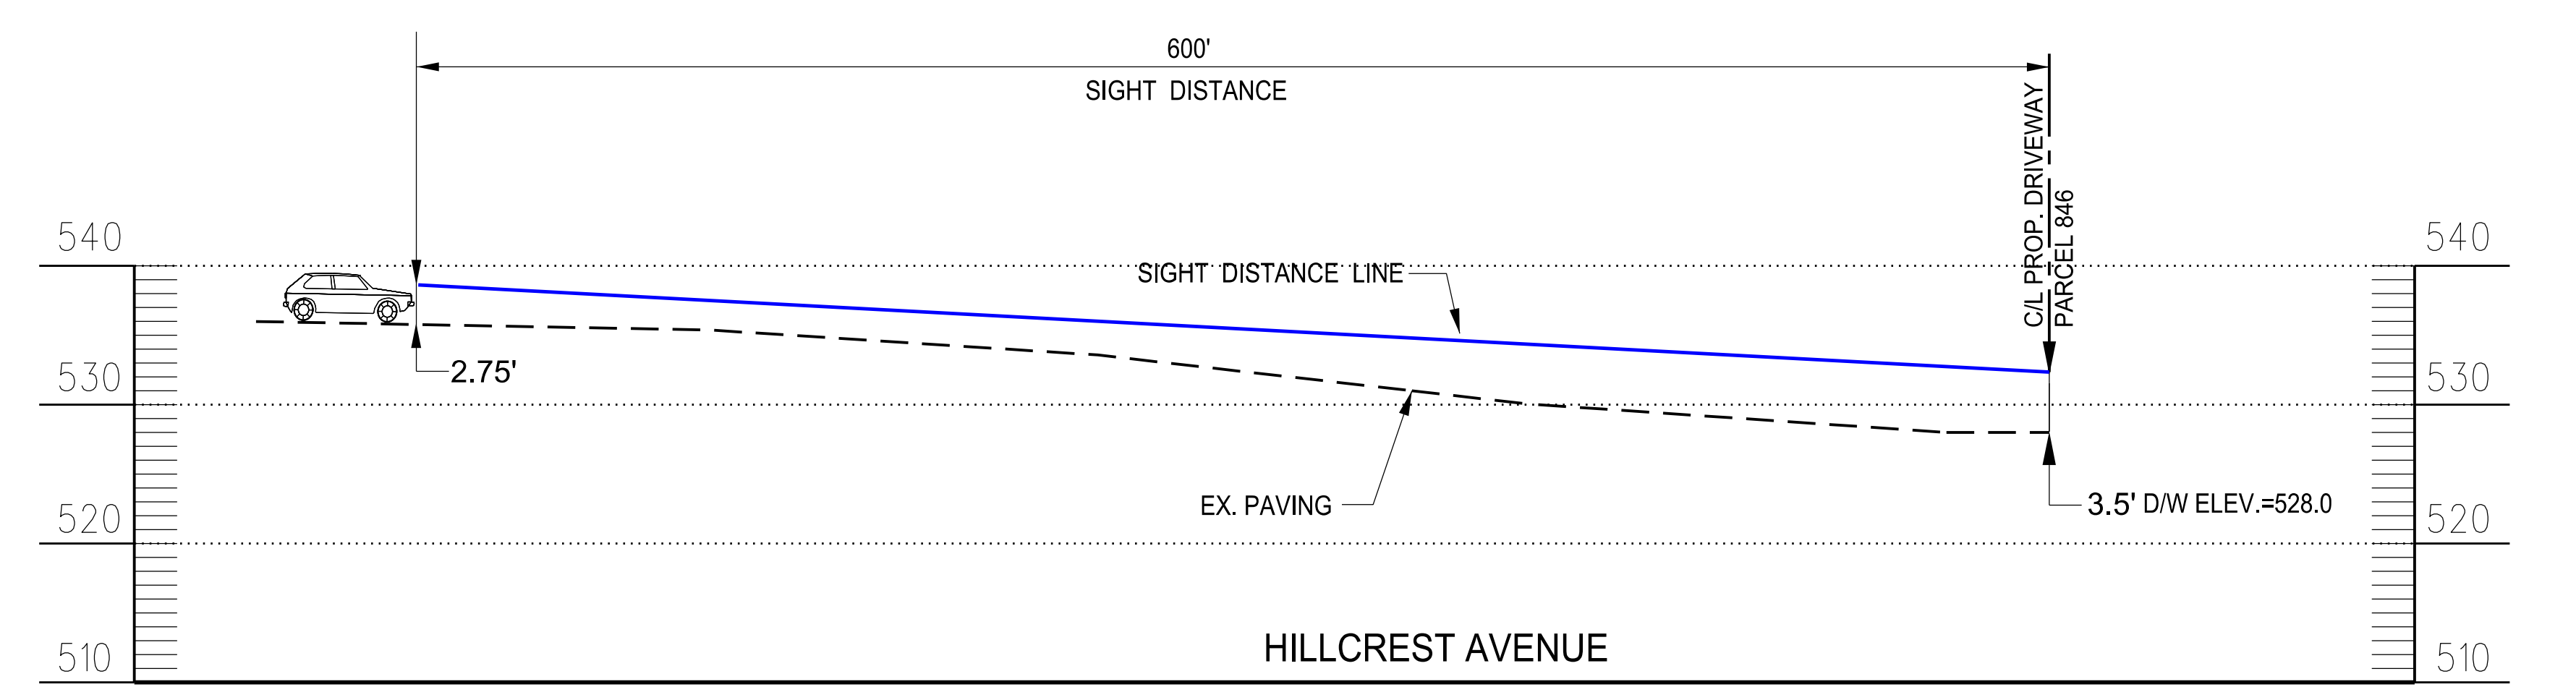 600'
SIGHT DISTANCE
C/L PROP. DRIVEWAY
PARCEL 846
540
540
SIGHT DISTANCE LINE
530
2.75'
530
EX. PAVING
3.5' D/W ELEV.=528.0
520
520
HILLCREST AVENUE
510
510